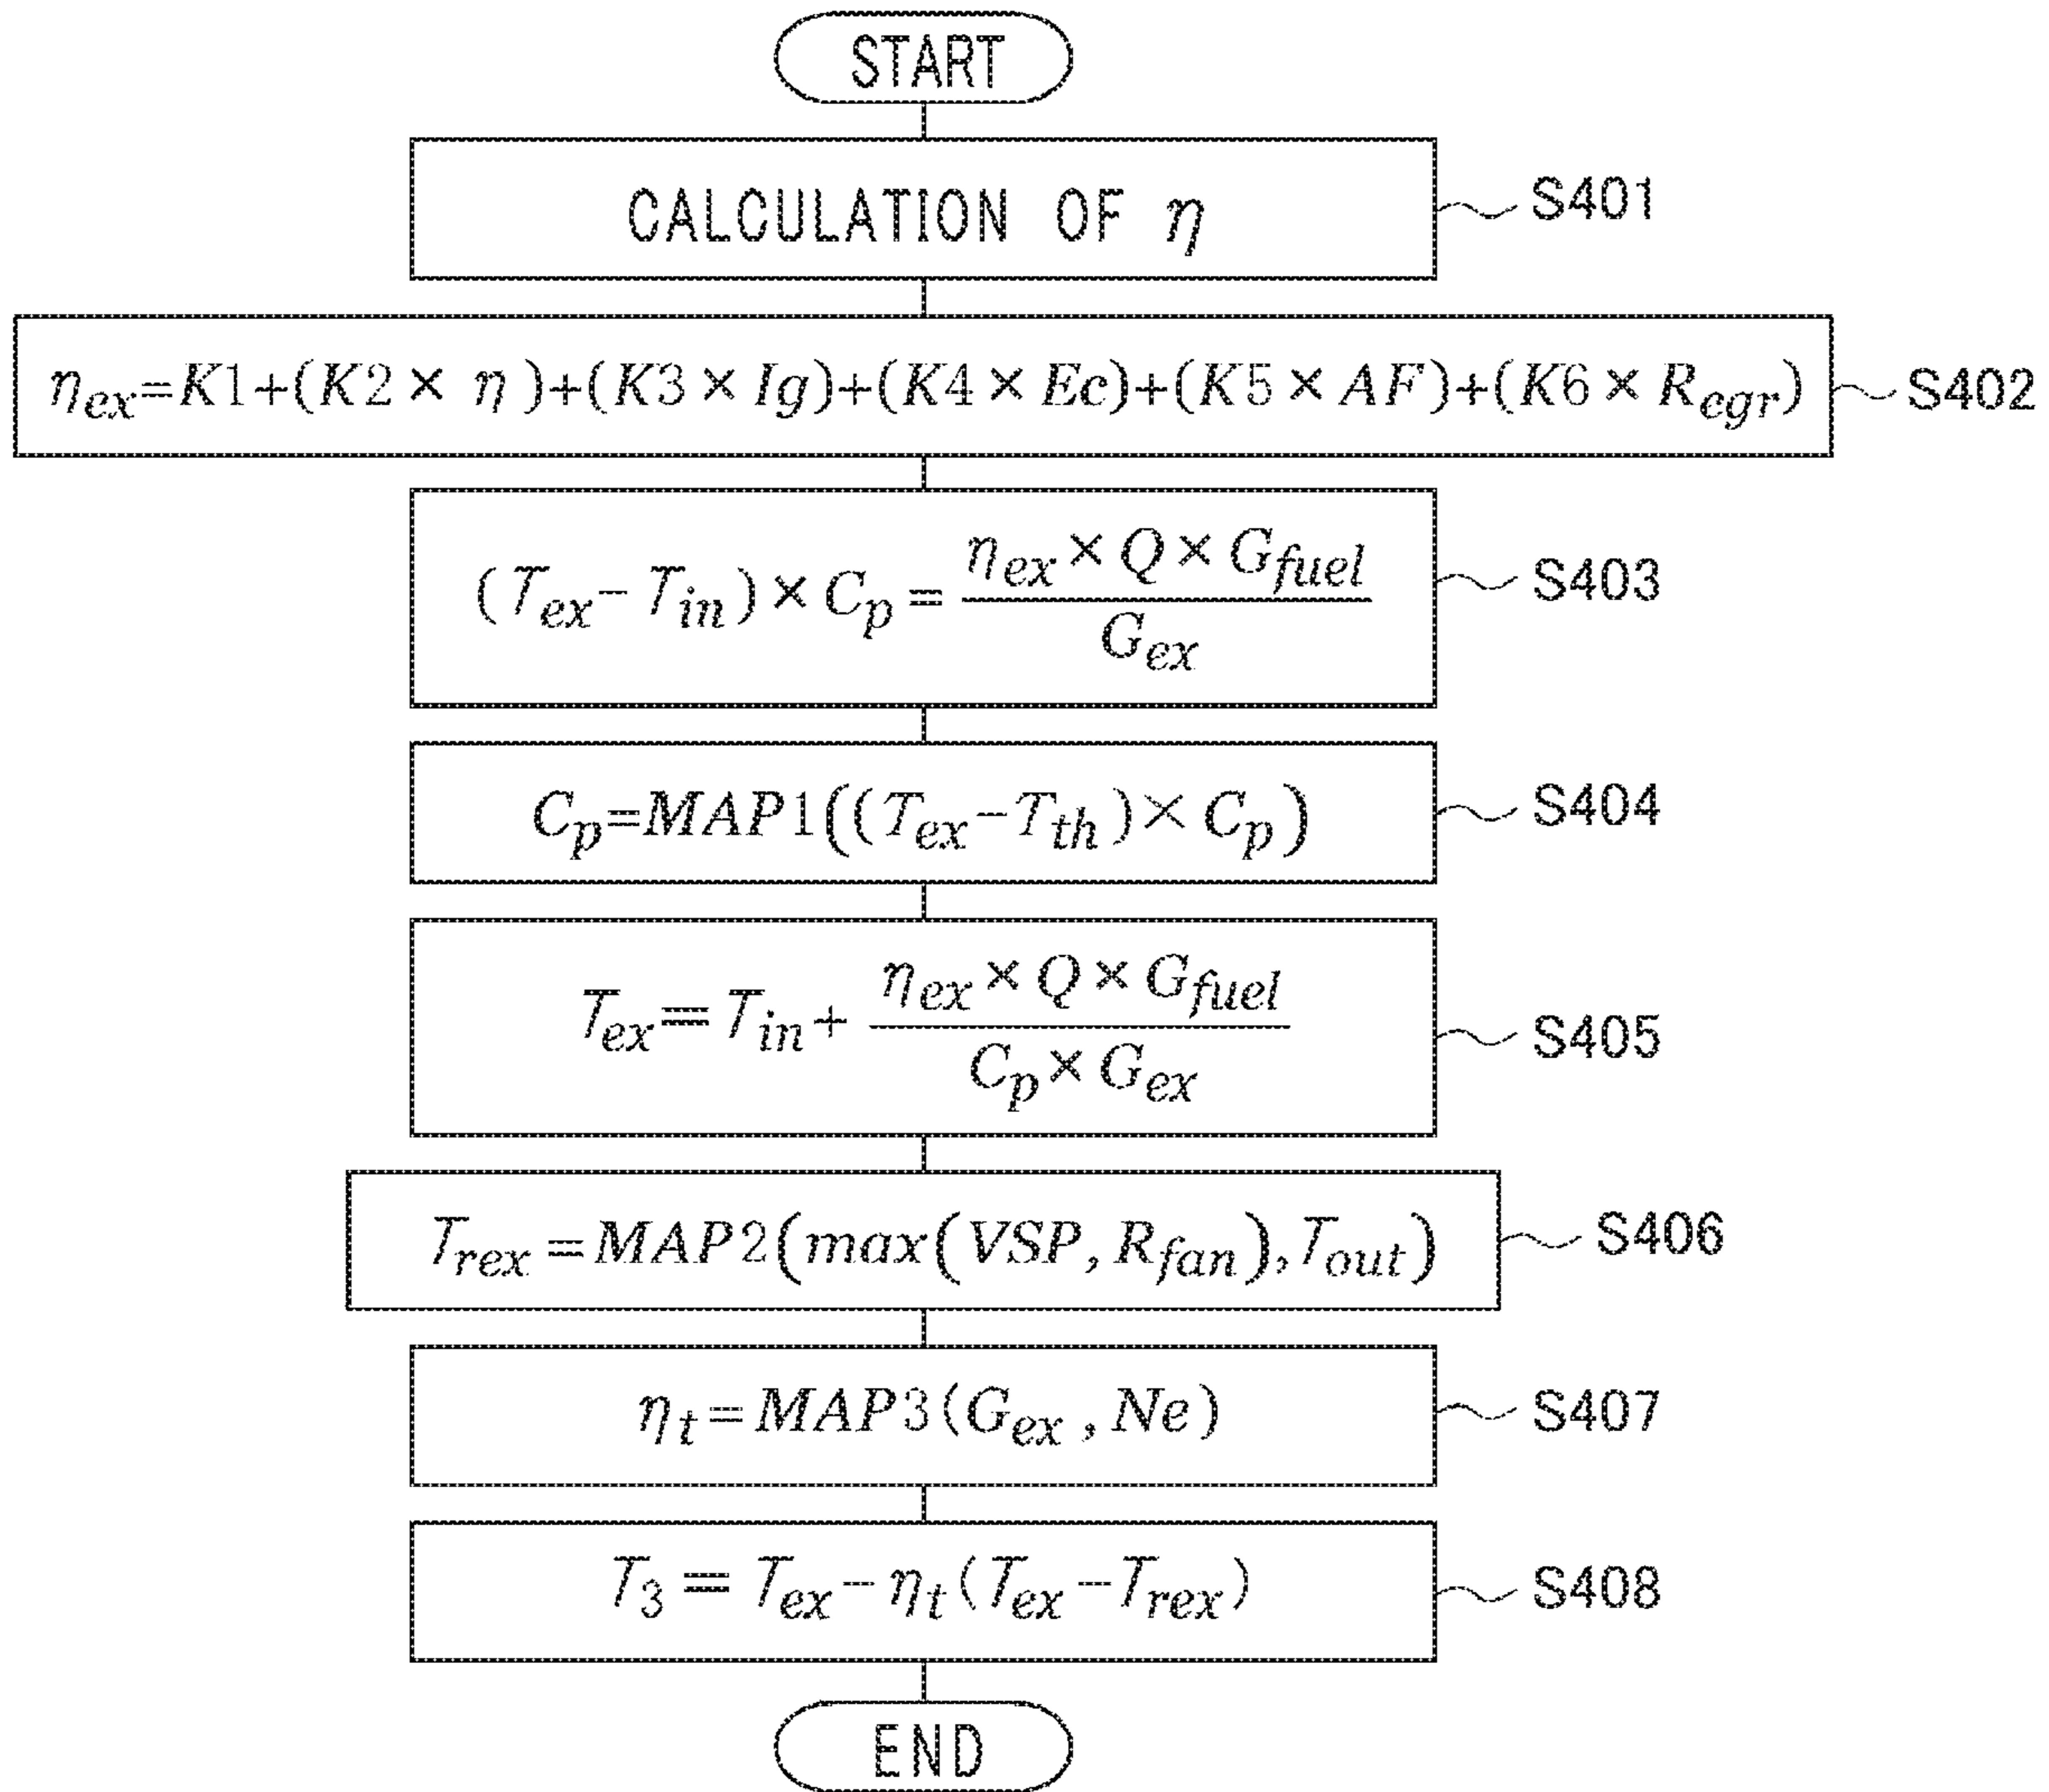 START
CALCULATION OF η
S401
η_ex=K1+(K2 × η)+(K3 × Ig)+(K4 × Ec)+(K5 × AF)+(K6 × R_egr)
S402
(T_ex−T_in)×C_p = (η_ex × Q × G_fuel)/G_ex
S403
C_p=MAP1((T_ex−T_th)×C_p)
S404
T_ex=T_in+ (η_ex × Q × G_fuel)/(C_p × G_ex)
S405
T_rex=MAP2(max(VSP,R_fan),T_out)
S406
η_t=MAP3(G_ex,Ne)
S407
T_3=T_ex−η_t(T_ex−T_rex)
S408
END